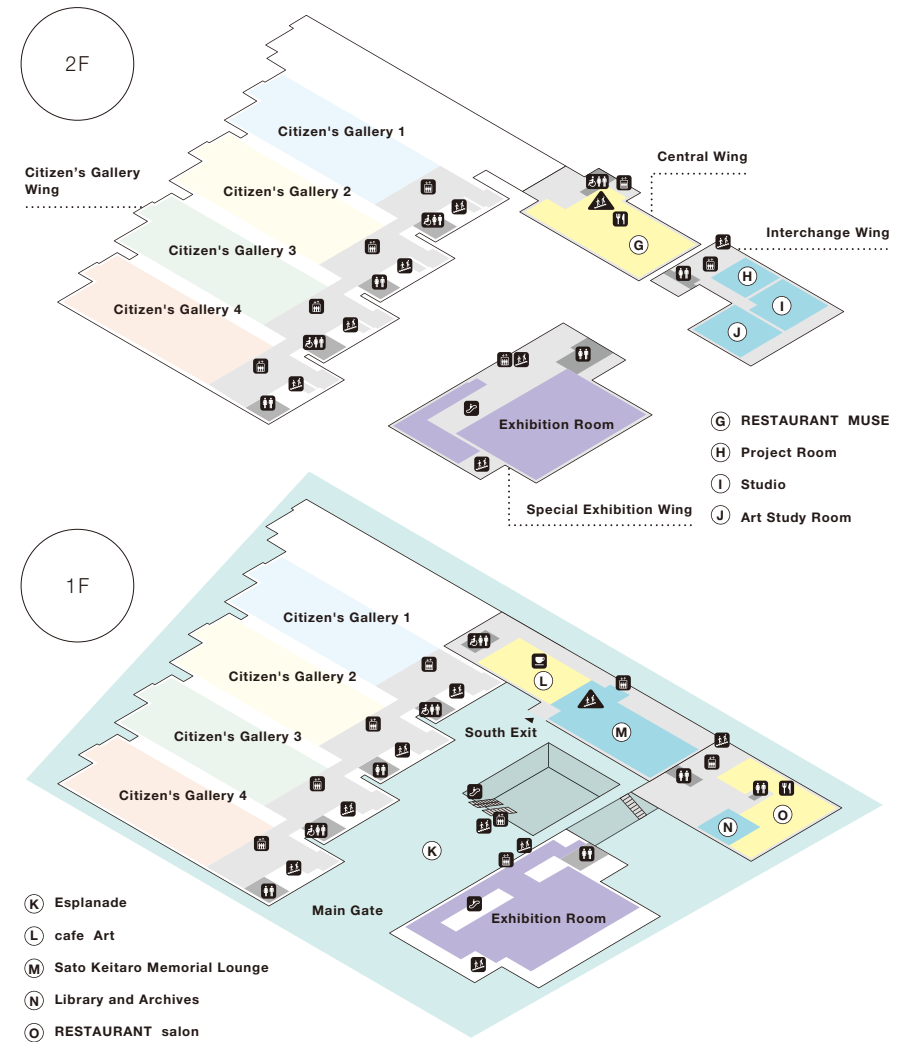 2F
Citizen's Gallery 1
Citizen's Gallery 2
Citizen's Gallery 3
Citizen's Gallery 4
Citizen's Gallery
Wing
Central Wing
Interchange Wing
G
H
I
J
Exhibition Room
Special Exhibition Wing
G RESTAURANT MUSE
H Project Room
I Studio
J Art Study Room
1F
Citizen's Gallery 1
Citizen's Gallery 2
Citizen's Gallery 3
Citizen's Gallery 4
L
South Exit
M
N
O
K
Main Gate
Exhibition Room
K Esplanade
L cafe Art
M Sato Keitaro Memorial Lounge
N Library and Archives
O RESTAURANT salon